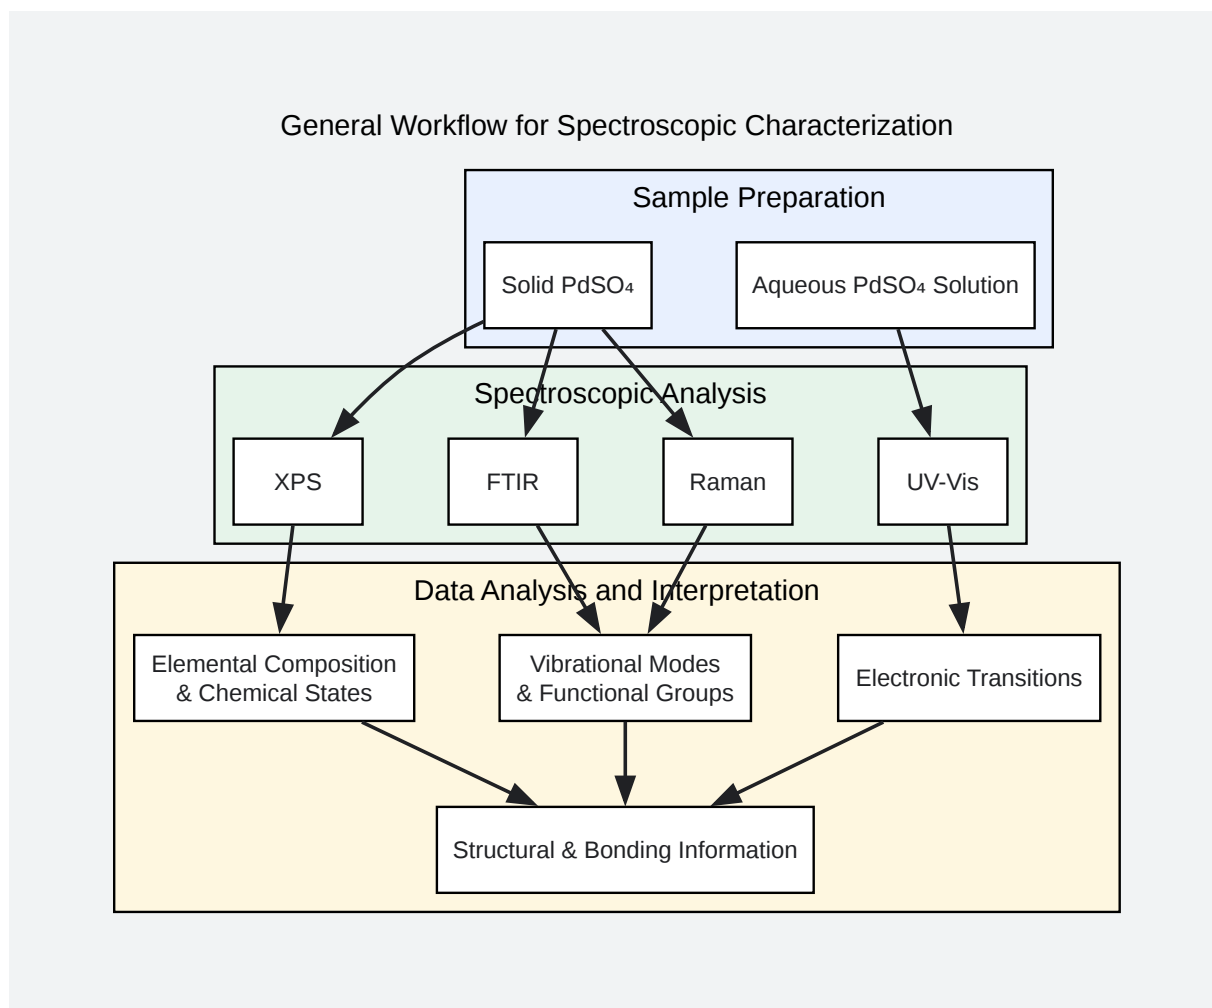 General Workflow for Spectroscopic Characterization
Sample Preparation
Solid PdSO₄
Aqueous PdSO₄ Solution
Spectroscopic Analysis
XPS
FTIR
Raman
UV-Vis
Data Analysis and Interpretation
Elemental Composition
& Chemical States
Vibrational Modes
& Functional Groups
Electronic Transitions
Structural & Bonding Information